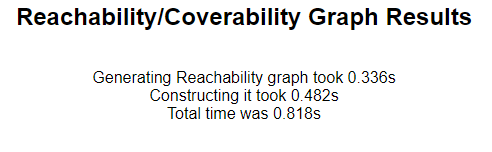 Reachability/Coverability Graph Results
Generating Reachability graph took 0.336s
Constructing it took 0.482s
Total time was 0.818s